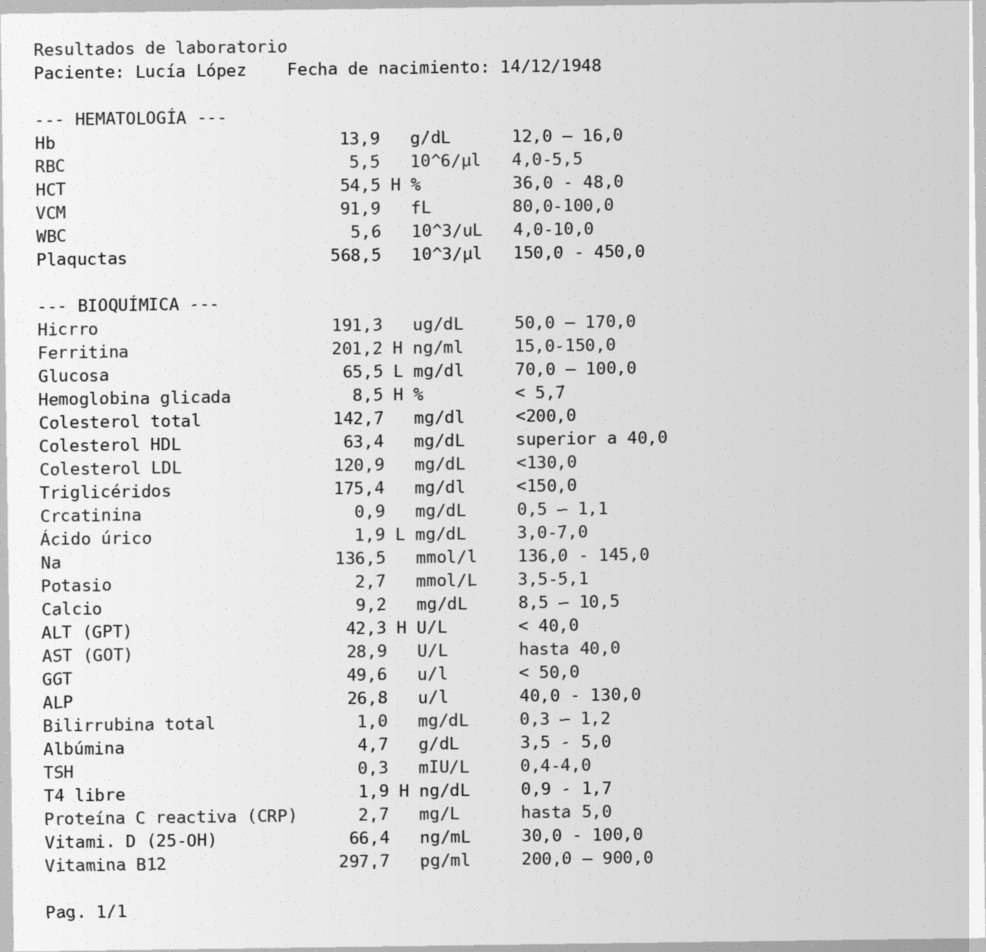 Resultados de laboratorio
Paciente: Lucía López    Fecha de nacimiento: 14/12/1948
--- HEMATOLOGÍA ---
Hb 13,9 g/dL 12,0 – 16,0
RBC 5,5 10^6/µl 4,0-5,5
HCT 54,5 H % 36,0 - 48,0
VCM 91,9 fL 80,0-100,0
WBC 5,6 10^3/uL 4,0-10,0
Plaquctas 568,5 10^3/µl 150,0 - 450,0
--- BIOQUÍMICA ---
Hicrro 191,3 ug/dL 50,0 – 170,0
Ferritina 201,2 H ng/ml 15,0-150,0
Glucosa 65,5 L mg/dl 70,0 – 100,0
Hemoglobina glicada 8,5 H % < 5,7
Colesterol total 142,7 mg/dl <200,0
Colesterol HDL 63,4 mg/dL superior a 40,0
Colesterol LDL 120,9 mg/dL <130,0
Triglicéridos 175,4 mg/dl <150,0
Crcatinina 0,9 mg/dL 0,5 – 1,1
Ácido úrico 1,9 L mg/dL 3,0-7,0
Na 136,5 mmol/l 136,0 - 145,0
Potasio 2,7 mmol/L 3,5-5,1
Calcio 9,2 mg/dL 8,5 – 10,5
ALT (GPT) 42,3 H U/L < 40,0
AST (GOT) 28,9 U/L hasta 40,0
GGT 49,6 u/l < 50,0
ALP 26,8 u/l 40,0 - 130,0
Bilirrubina total 1,0 mg/dL 0,3 – 1,2
Albúmina 4,7 g/dL 3,5 - 5,0
TSH 0,3 mIU/L 0,4-4,0
T4 libre 1,9 H ng/dL 0,9 - 1,7
Proteína C reactiva (CRP) 2,7 mg/L hasta 5,0
Vitami. D (25-OH) 66,4 ng/mL 30,0 - 100,0
Vitamina B12 297,7 pg/ml 200,0 – 900,0
Pag. 1/1